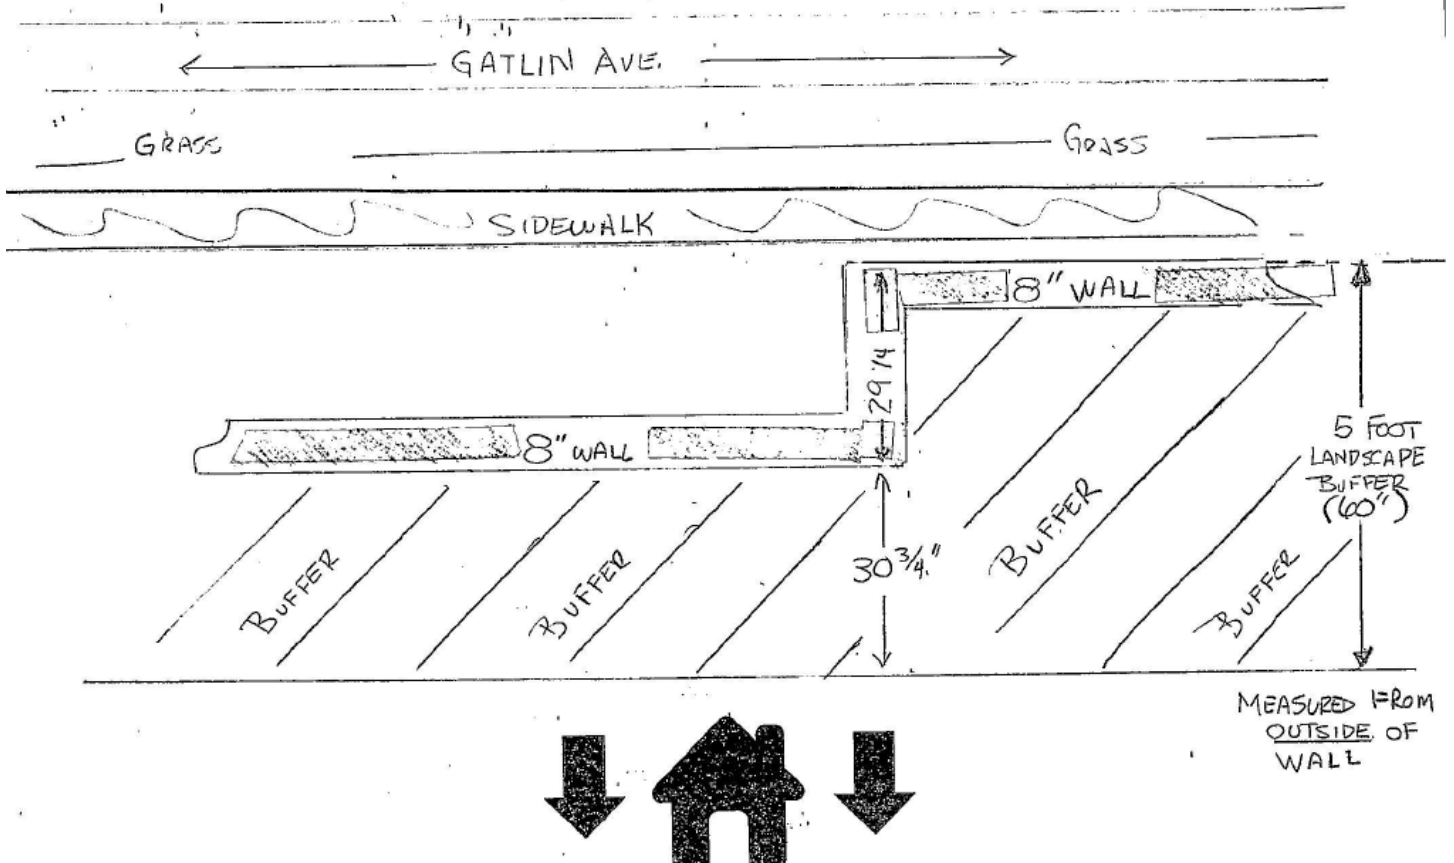 GATLIN AVE.
GRASS
GRASS
SIDEWALK
8" WALL
29 1/4
8" WALL
5 FOOT
LANDSCAPE
BUFFER
(60")
30 3/4"
BUFFER
BUFFER
BUFFER
BUFFER
MEASURED FROM
OUTSIDE OF
WALL